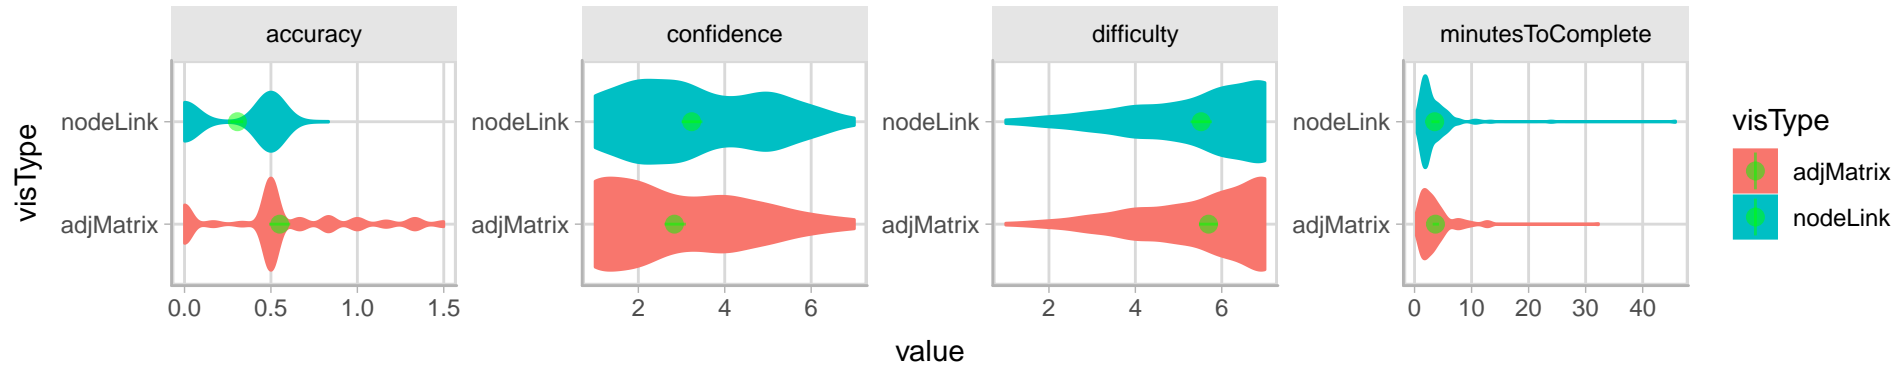 accuracy
confidence
difficulty
minutesToComplete
visType
nodeLink
adjMatrix
nodeLink
adjMatrix
nodeLink
adjMatrix
nodeLink
adjMatrix
0.0 0.5 1.0 1.5
2 4 6
2 4 6
0 10 20 30 40
value
visType
adjMatrix
nodeLink